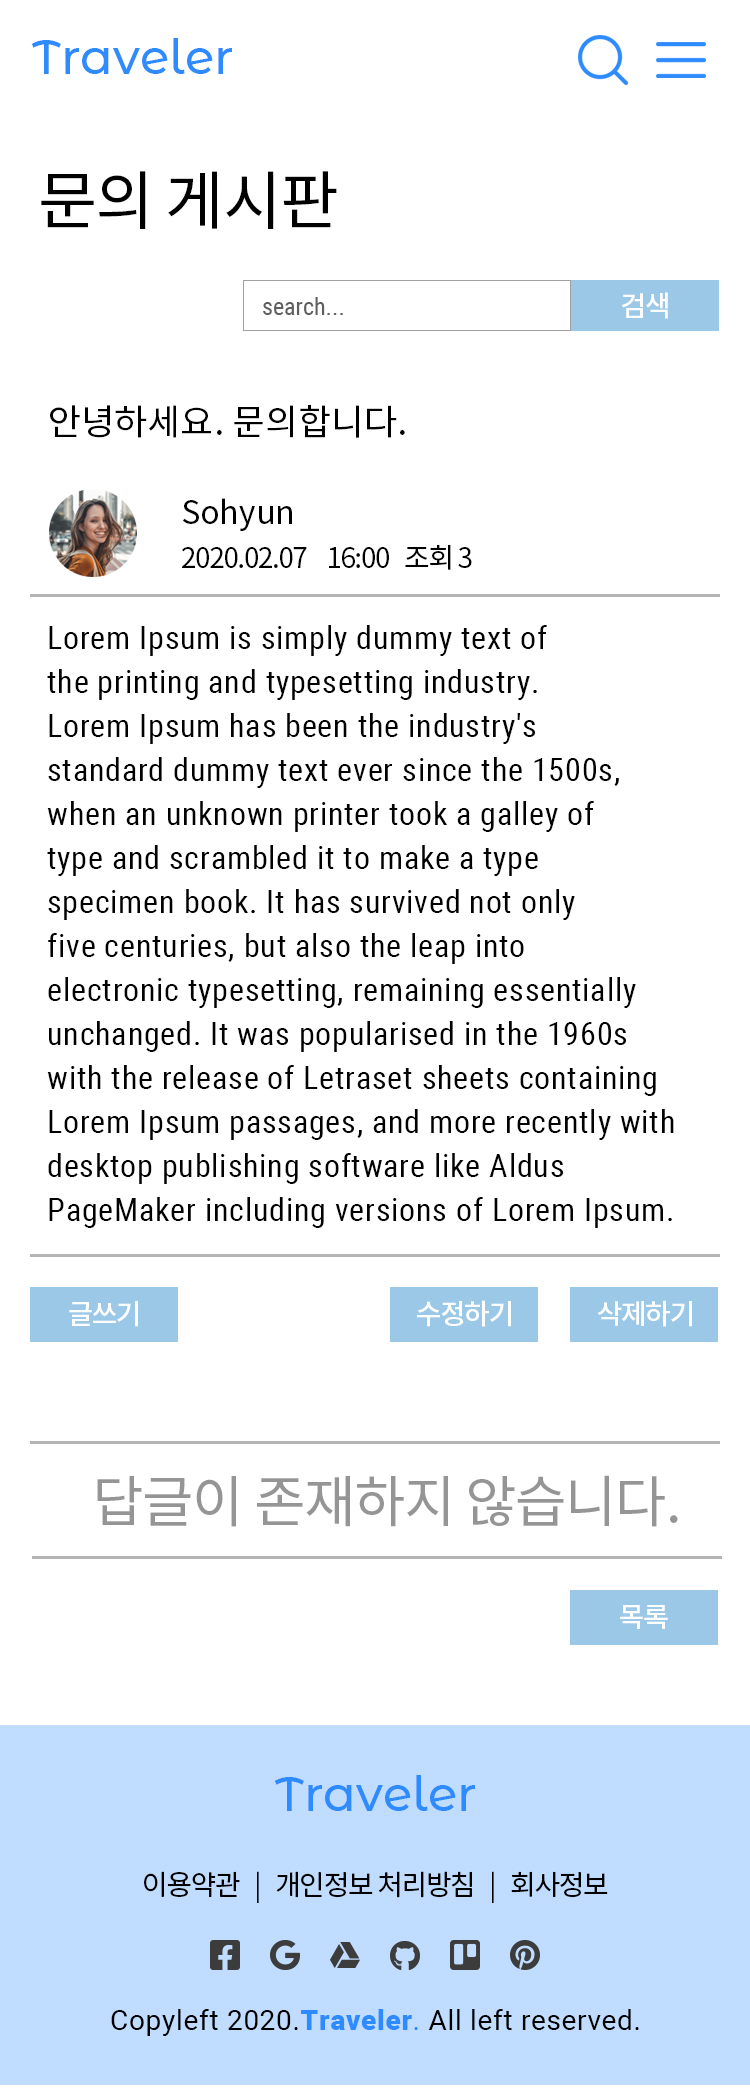 Traveler
문의 게시판
search...
검색
안녕하세요. 문의합니다.
Sohyun
2020.02.07 16:00 조회 3
Lorem Ipsum is simply dummy text of
the printing and typesetting industry.
Lorem Ipsum has been the industry's
standard dummy text ever since the 1500s,
when an unknown printer took a galley of
type and scrambled it to make a type
specimen book. It has survived not only
five centuries, but also the leap into
electronic typesetting, remaining essentially
unchanged. It was popularised in the 1960s
with the release of Letraset sheets containing
Lorem Ipsum passages, and more recently with
desktop publishing software like Aldus
PageMaker including versions of Lorem Ipsum.
글쓰기 수정하기 삭제하기
답글이 존재하지 않습니다.
목록
Traveler
이용약관 | 개인정보 처리방침 | 회사정보
Copyleft 2020.Traveler. All left reserved.